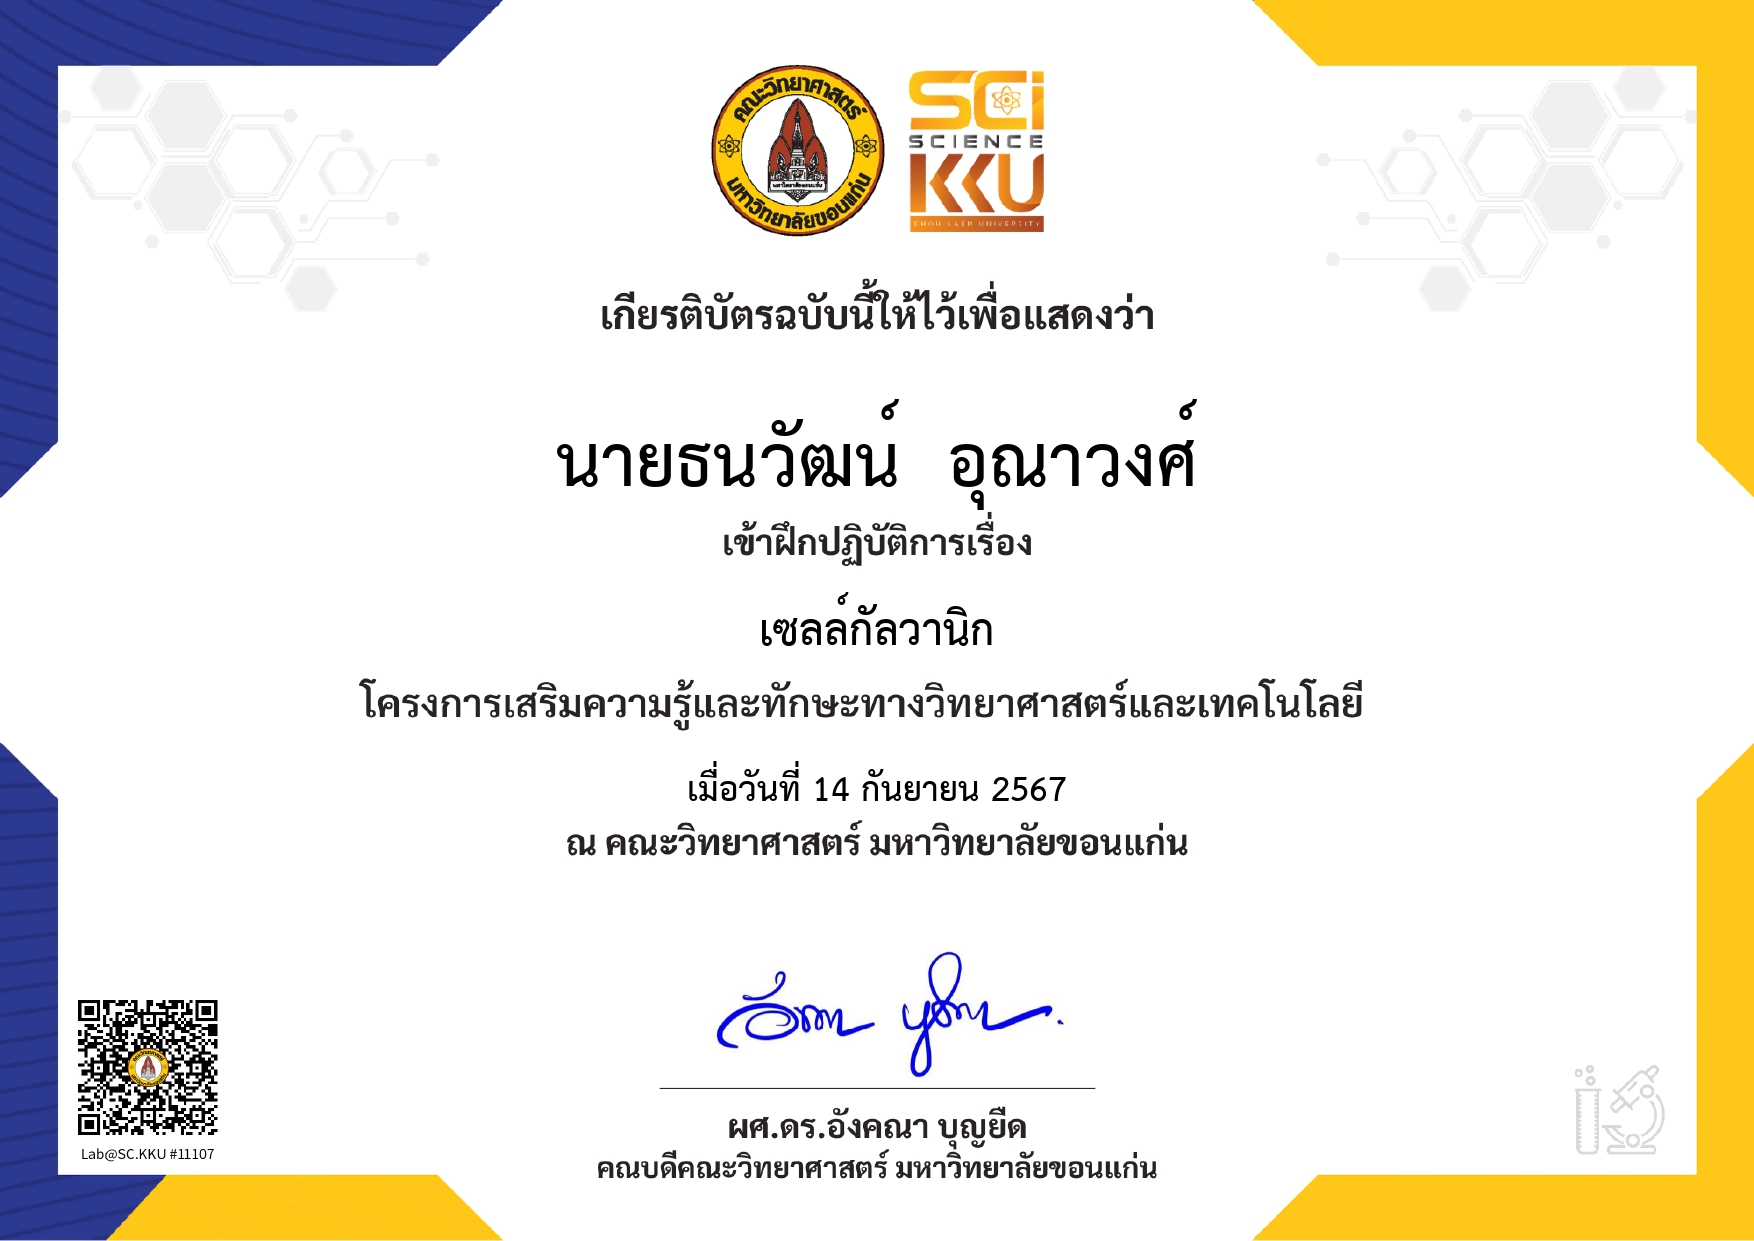 คณะวิทยาศาสตร์
มหาวิทยาลัยขอนแก่น
SCi
SCIENCE
KKU
KHON KAEN UNIVERSITY
เกียรติบัตรฉบับนี้ให้ไว้เพื่อแสดงว่า
นายธนวัฒน์ อุณาวงศ์
เข้าฝึกปฏิบัติการเรื่อง
เซลล์กัลวานิก
โครงการเสริมความรู้และทักษะทางวิทยาศาสตร์และเทคโนโลยี
เมื่อวันที่ 14 กันยายน 2567
ณ คณะวิทยาศาสตร์ มหาวิทยาลัยขอนแก่น
ผศ.ดร.อังคณา บุญยืด
คณบดีคณะวิทยาศาสตร์ มหาวิทยาลัยขอนแก่น
Lab@SC.KKU #11107